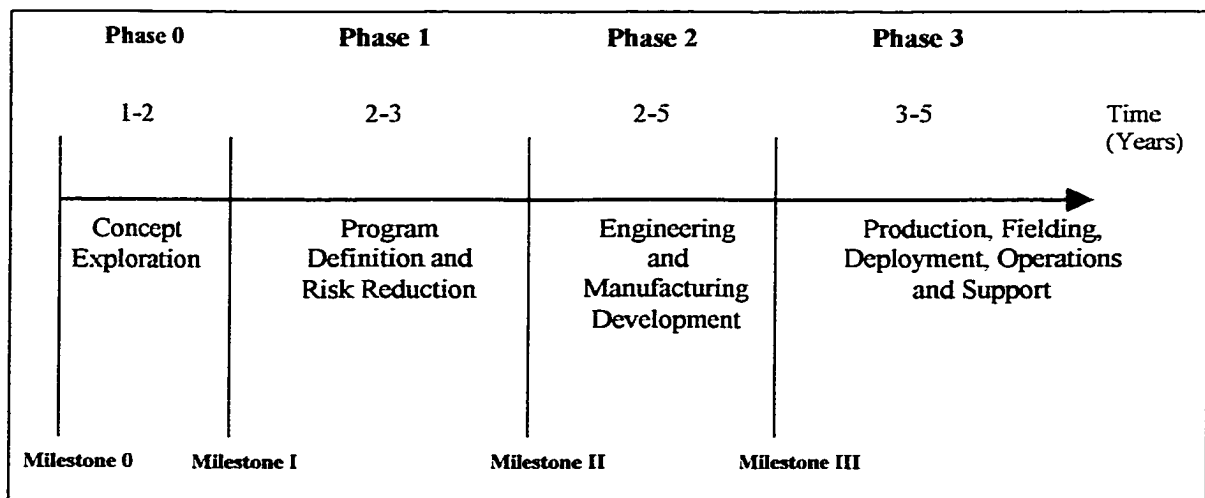 Phase 0 Phase 1 Phase 2 Phase 3
1-2 2-3 2-5 3-5 Time
(Years)
Concept
Exploration
Program
Definition and
Risk Reduction
Engineering
and
Manufacturing
Development
Production, Fielding,
Deployment, Operations
and Support
Milestone 0 Milestone I Milestone II Milestone III